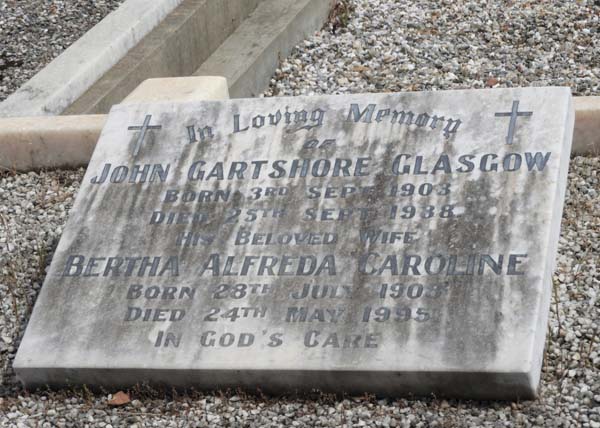 In Loving Memory
of
John Gartshore Glasgow
Born 3rd Sept 1903
Died 25th Sept 1938
His Beloved Wife
Bertha Alfreda Caroline
Born 28th July
Died 24th May 1995
In God's Care